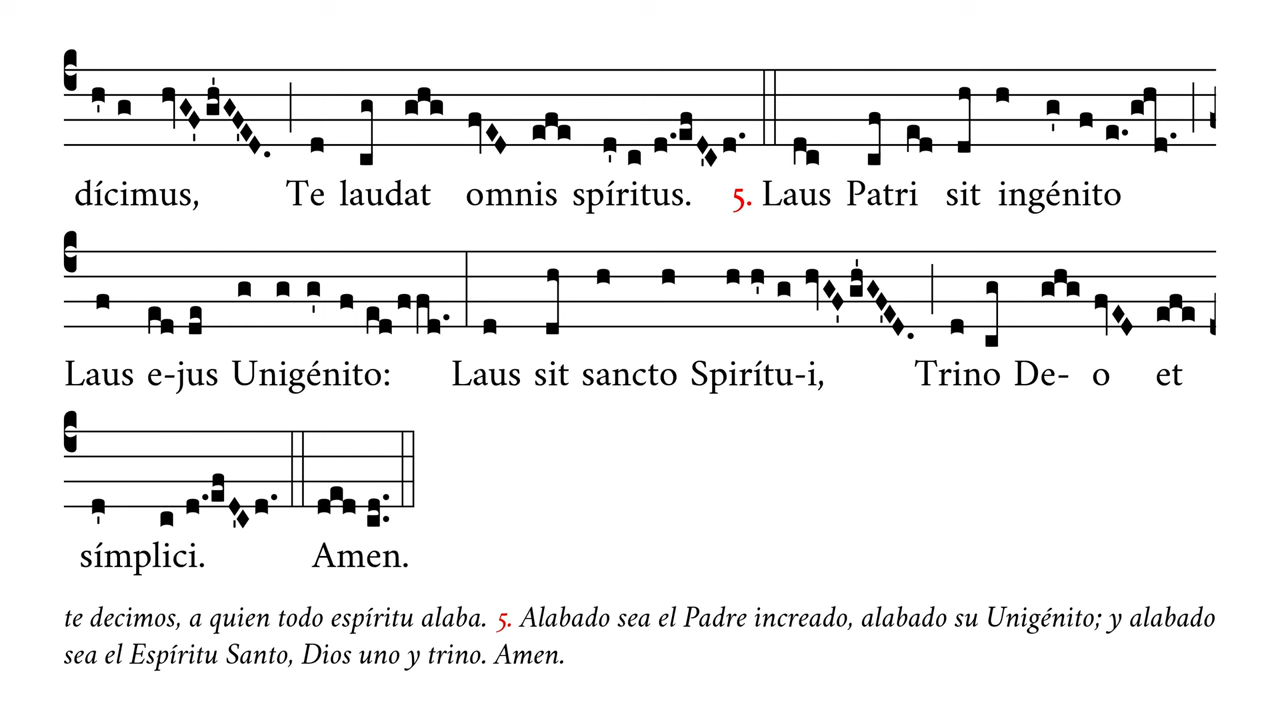 dícimus, Te laudat omnis spíritus. 5. Laus Patri sit ingénito
Laus e-jus Unigénito: Laus sit sancto Spirítu-i, Trino De- o et
símplici. Amen.
te decimos, a quien todo espíritu alaba. 5. Alabado sea el Padre increado, alabado su Unigénito; y alabado
sea el Espíritu Santo, Dios uno y trino. Amen.